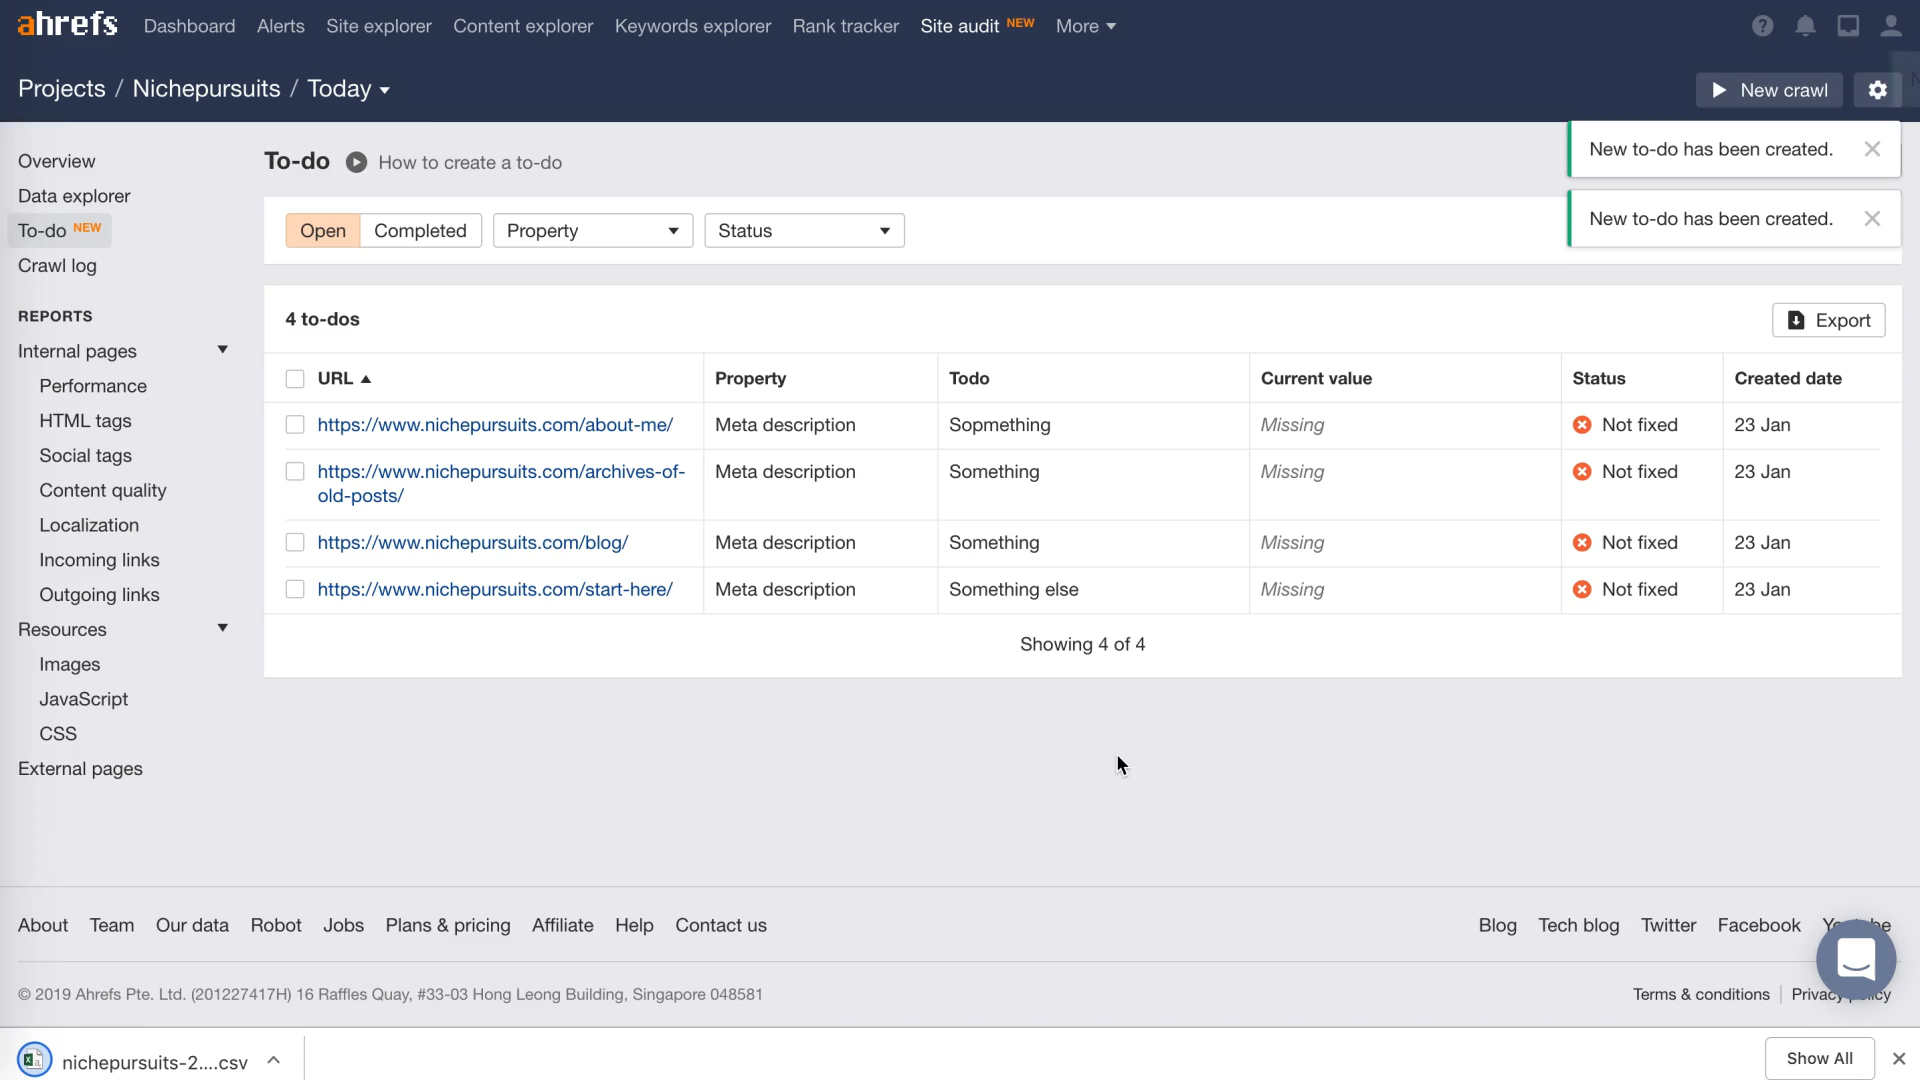 ahrefs Dashboard Alerts Site explorer Content explorer Keywords explorer Rank tracker Site audit NEW More
Projects / Nichepursuits / Today
New crawl
Overview
Data explorer
To-do NEW
Crawl log
REPORTS
Internal pages
Performance
HTML tags
Social tags
Content quality
Localization
Incoming links
Outgoing links
Resources
Images
JavaScript
CSS
External pages
To-do How to create a to-do
New to-do has been created.
New to-do has been created.
Open Completed Property Status
4 to-dos
Export
URL Property Todo Current value Status Created date
https://www.nichepursuits.com/about-me/ Meta description Sopmething Missing Not fixed 23 Jan
https://www.nichepursuits.com/archives-of- Meta description Something Missing Not fixed 23 Jan
old-posts/
https://www.nichepursuits.com/blog/ Meta description Something Missing Not fixed 23 Jan
https://www.nichepursuits.com/start-here/ Meta description Something else Missing Not fixed 23 Jan
Showing 4 of 4
About Team Our data Robot Jobs Plans & pricing Affiliate Help Contact us
Blog Tech blog Twitter Facebook
© 2019 Ahrefs Pte. Ltd. (201227417H) 16 Raffles Quay, #33-03 Hong Leong Building, Singapore 048581
Terms & conditions Privacy
nichepursuits-2....csv
Show All